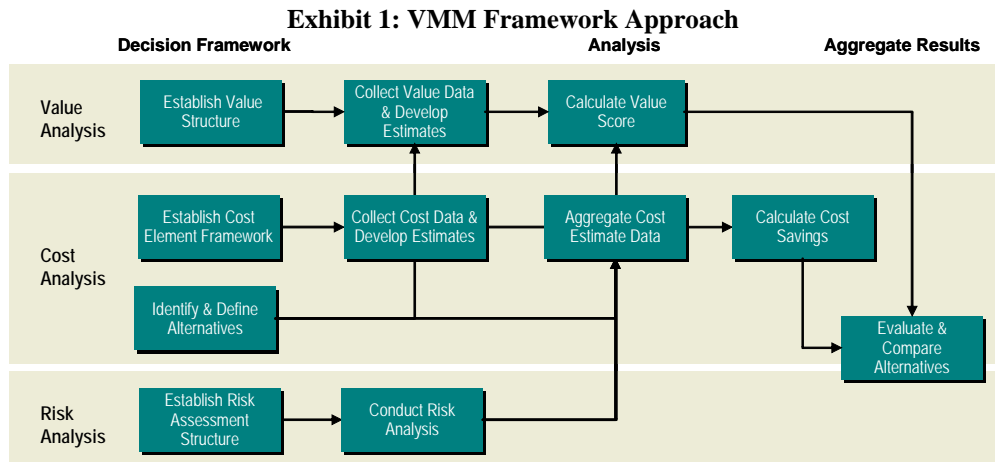 Exhibit 1: VMM Framework Approach
Decision Framework
Analysis
Aggregate Results
Value
Analysis
Establish Value
Structure
Collect Value Data
& Develop
Estimates
Calculate Value
Score
Cost
Analysis
Establish Cost
Element Framework
Collect Cost Data &
Develop Estimates
Aggregate Cost
Estimate Data
Calculate Cost
Savings
Identify & Define
Alternatives
Evaluate &
Compare
Alternatives
Risk
Analysis
Establish Risk
Assessment
Structure
Conduct Risk
Analysis